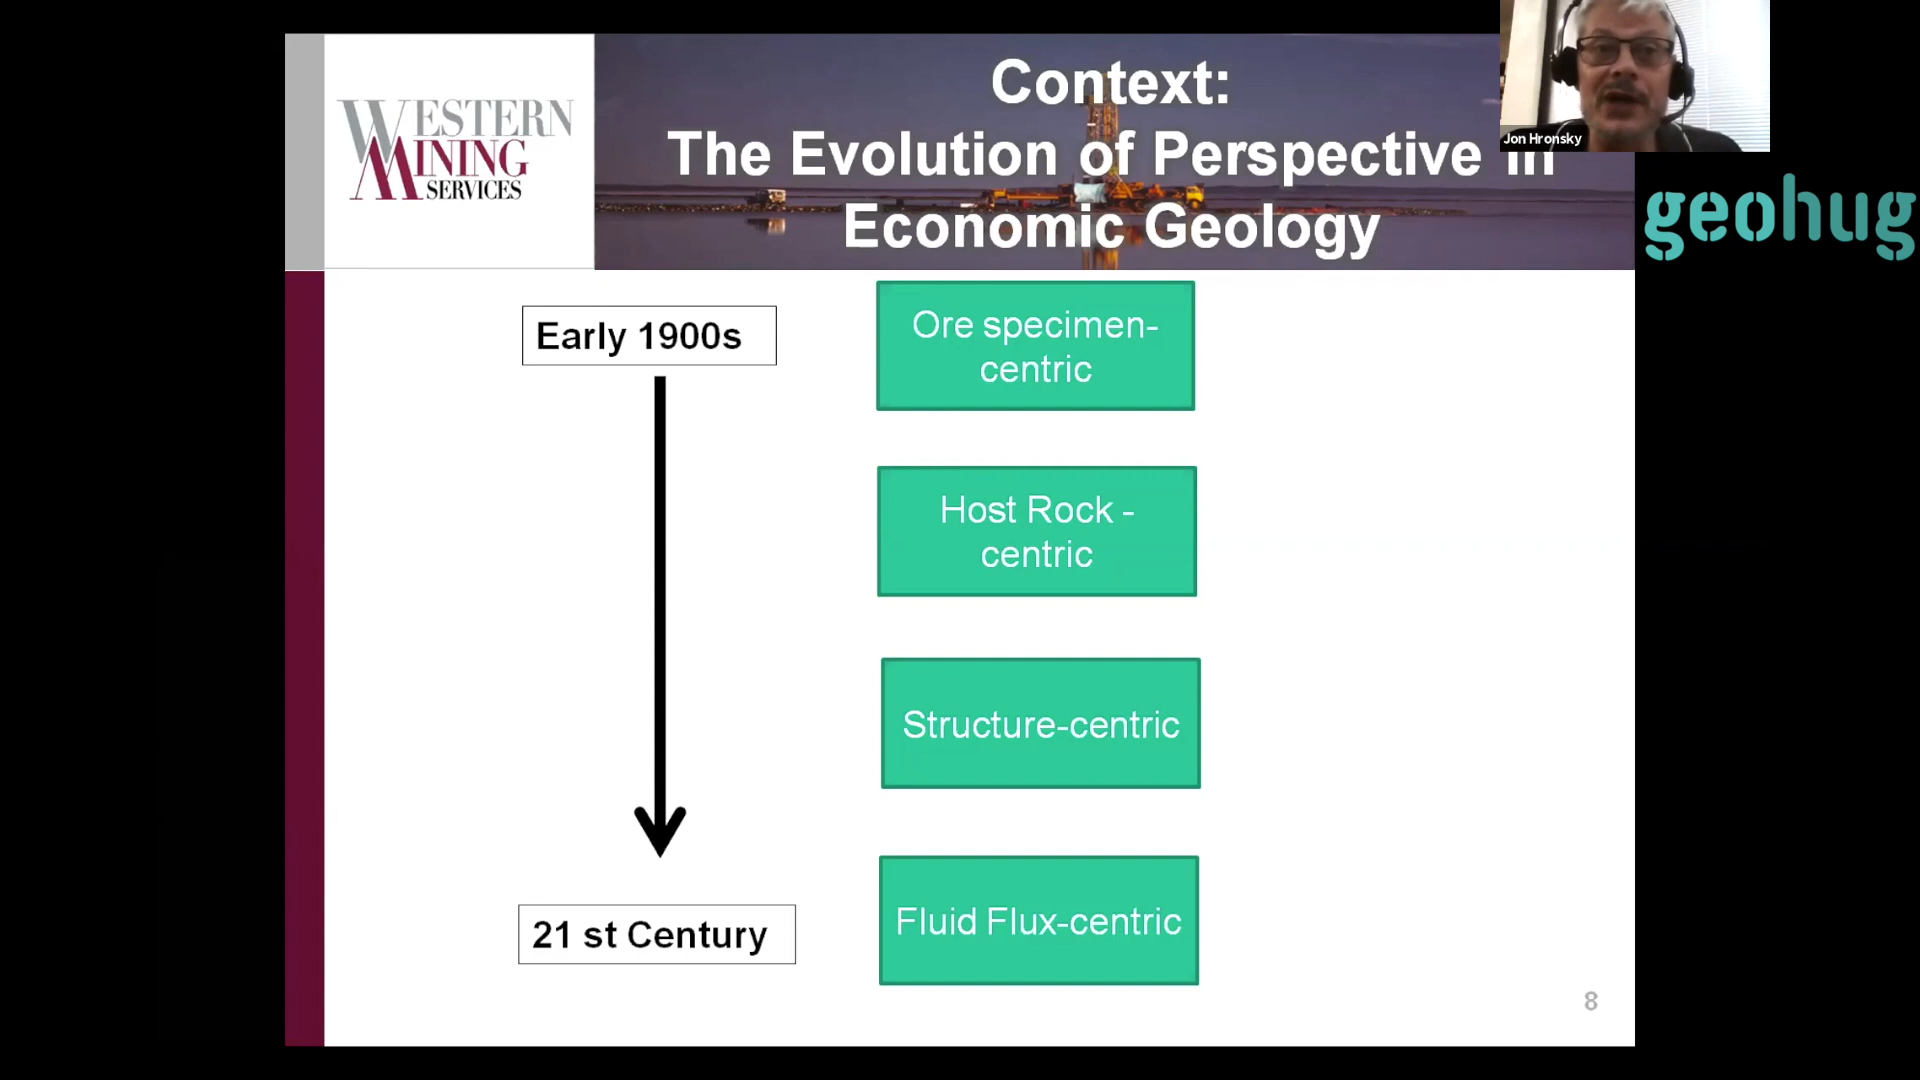 WESTERN
MINING
SERVICES
Context:
The Evolution of Perspective in
Economic Geology
Jon Hronsky
geohug
Early 1900s
Ore specimen-
centric
Host Rock -
centric
Structure-centric
Fluid Flux-centric
21 st Century
8